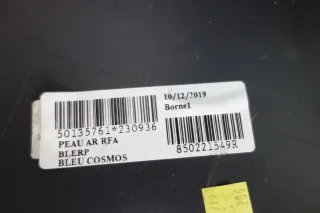 50135761*230936
PEAU AR RFA
BLERP
BLEU COSMOS
10/12/2019
Borne1
850221549R